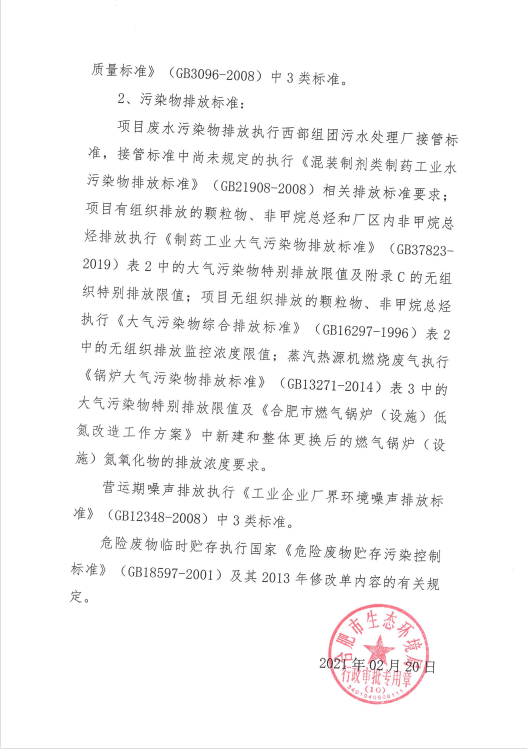 质量标准》（GB3096-2008）中3类标准。
2、污染物排放标准：
项目废水污染物排放执行西部组团污水处理厂接管标
准，接管标准中尚未规定的执行《混装制剂类制药工业水
污染物排放标准》（GB21908-2008）相关排放标准要求；
项目有组织排放的颗粒物、非甲烷总烃和厂区内非甲烷总
烃排放执行《制药工业大气污染物排放标准》（GB37823-
2019）表2中的大气污染物特别排放限值及附录C的无组
织特别排放限值；项目无组织排放的颗粒物、非甲烷总烃
执行《大气污染物综合排放标准》（GB16297-1996）表2
中的无组织排放监控浓度限值；蒸汽热源机燃烧废气执行
《锅炉大气污染物排放标准》（GB13271-2014）表3中的
大气污染物特别排放限值及《合肥市燃气锅炉（设施）低
氮改造工作方案》中新建和整体更换后的燃气锅炉（设
施）氮氧化物的排放浓度要求。
营运期噪声排放执行《工业企业厂界环境噪声排放标
准》（GB12348-2008）中3类标准。
危险废物临时贮存执行国家《危险废物贮存污染控制
标准》（GB18597-2001）及其2013年修改单内容的有关规
定。
合肥市生态环境局
2021年02月20日
行政审批专用章
(10)